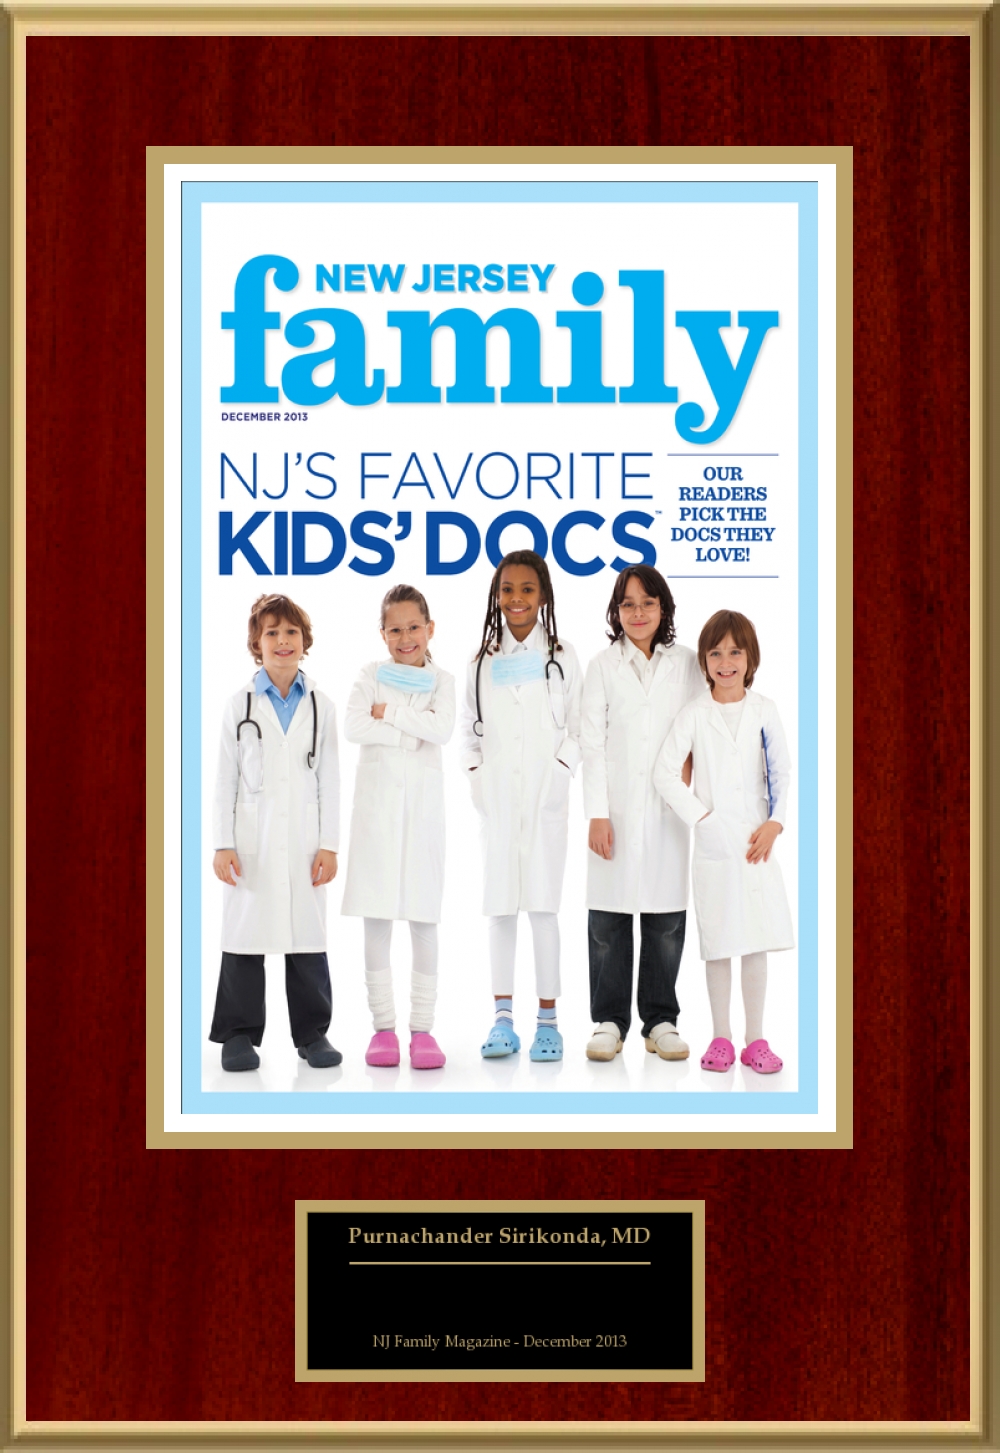 NEW JERSEY
family
DECEMBER 2013
NJ'S FAVORITE
KIDS' DOCS™
OUR
READERS
PICK THE
DOCS THEY
LOVE!
Purnachander Sirikonda, MD
NJ Family Magazine - December 2013